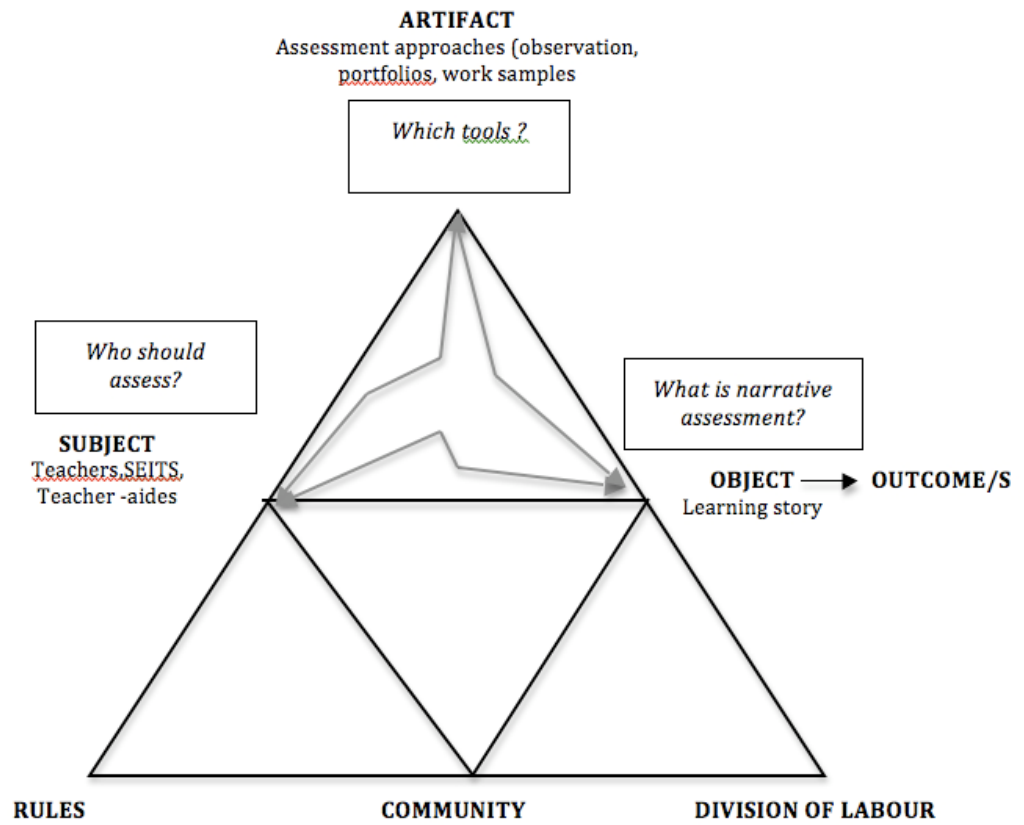 ARTIFACT
Assessment approaches (observation,
portfolios, work samples
Which tools ?
Who should
assess?
SUBJECT
Teachers,SEITS,
Teacher -aides
What is narrative
assessment?
OBJECT OUTCOME/S
Learning story
RULES COMMUNITY DIVISION OF LABOUR